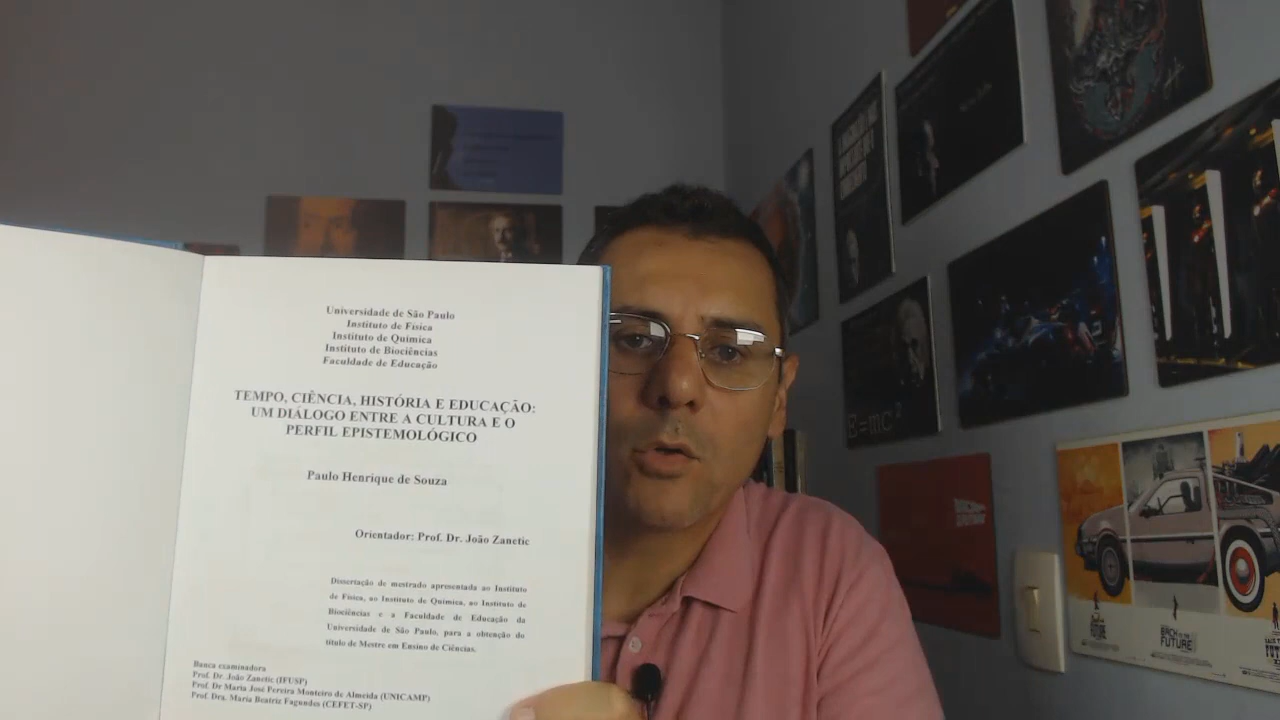 Universidade de São Paulo
Instituto de Física
Instituto de Química
Instituto de Biociências
Faculdade de Educação
TEMPO, CIÊNCIA, HISTÓRIA E EDUCAÇÃO:
UM DIÁLOGO ENTRE A CULTURA E O
PERFIL EPISTEMOLÓGICO
Paulo Henrique de Souza
Orientador: Prof. Dr. João Zanetic
Dissertação de mestrado apresentada ao Instituto
de Física, ao Instituto de Química, ao Instituto de
Biociências e a Faculdade de Educação da
Universidade de São Paulo, para a obtenção do
título de Mestre em Ensino de Ciências.
Banca examinadora
Prof. Dr. João Zanetic (IFUSP)
Prof. Dr Maria José Pereira Monteiro de Almeida (UNICAMP)
Prof. Dra. Maria Beatriz Fagundes (CEFET-SP)
E=mc²
BACK TO THE
FUTURE